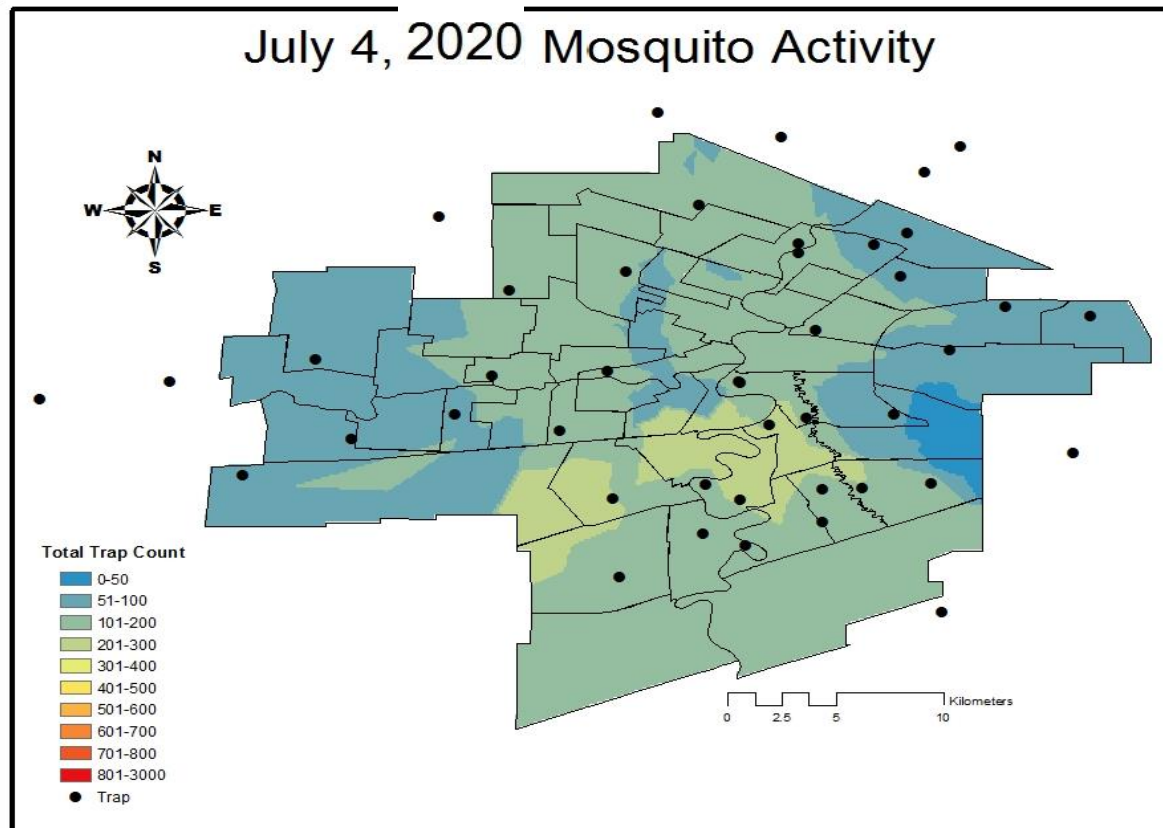 July 4, 2020 Mosquito Activity
N
W E
S
Total Trap Count
0-50
51-100
101-200
201-300
301-400
401-500
501-600
601-700
701-800
801-3000
Trap
Kilometers
0 2.5 5 10